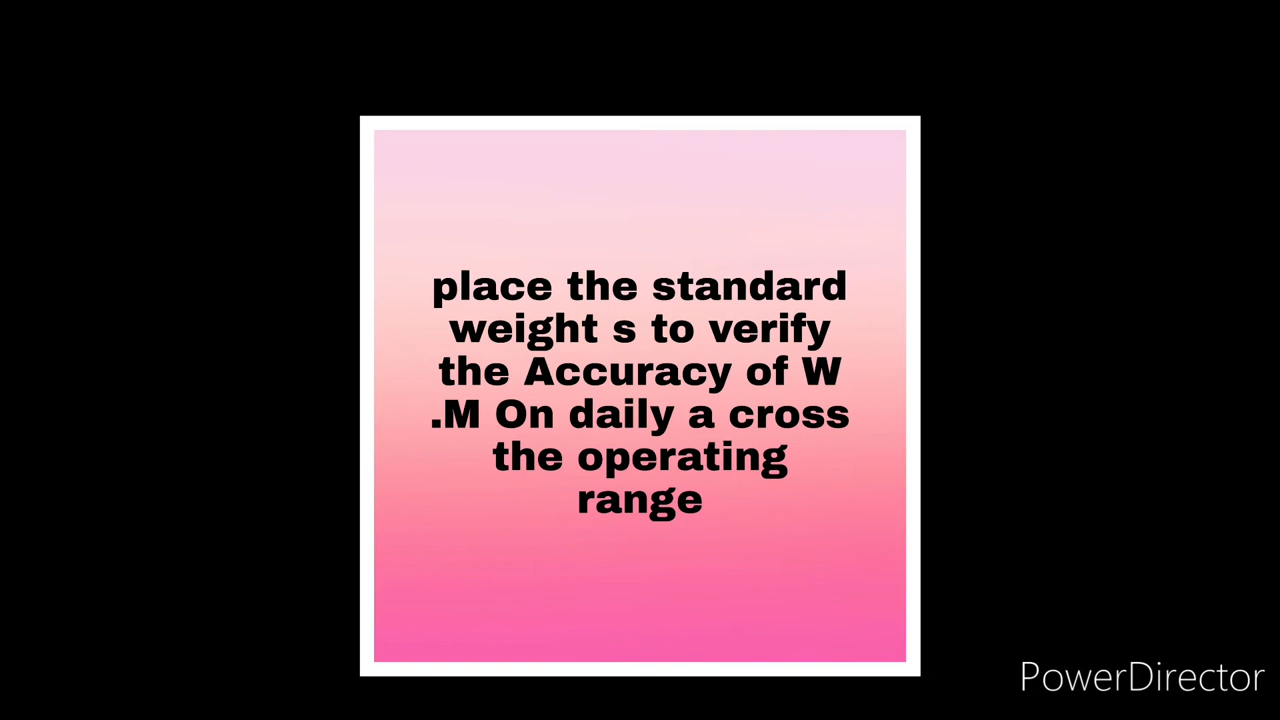 place the standard
weight s to verify
the Accuracy of W
.M On daily a cross
the operating
range
PowerDirector